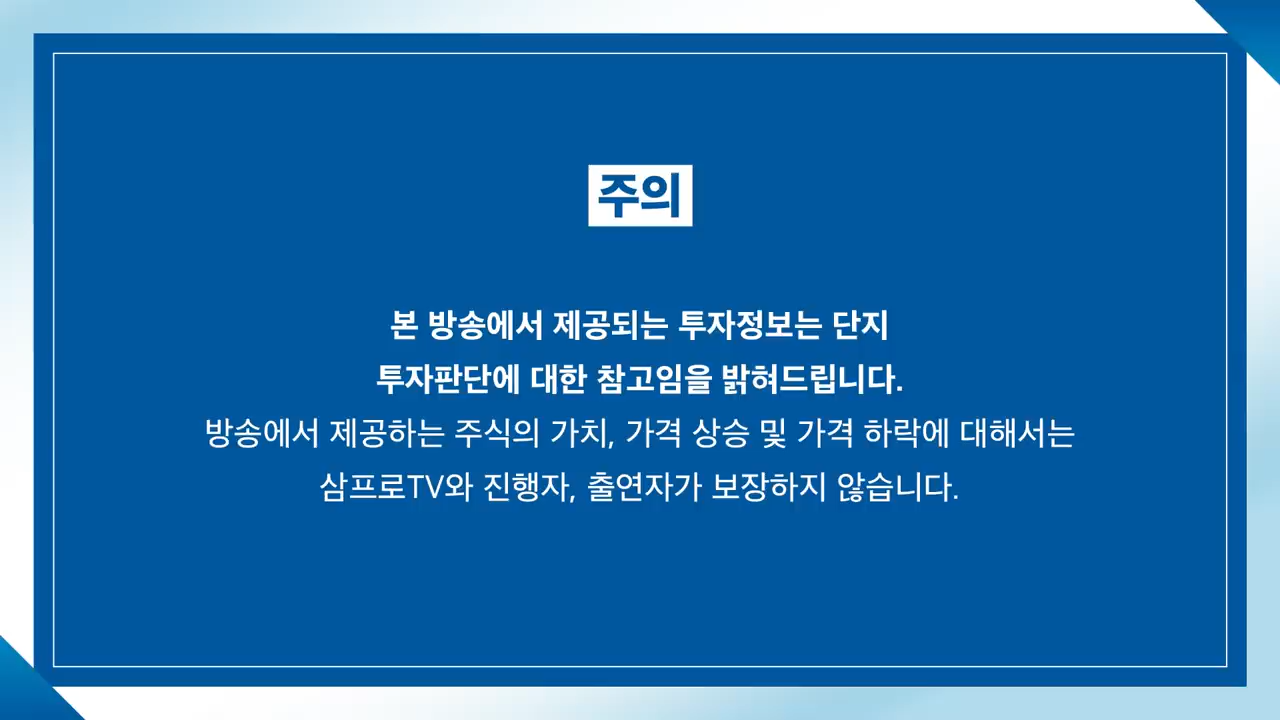 주의
본 방송에서 제공되는 투자정보는 단지
투자판단에 대한 참고임을 밝혀드립니다.
방송에서 제공하는 주식의 가치, 가격 상승 및 가격 하락에 대해서는
삼프로TV와 진행자, 출연자가 보장하지 않습니다.